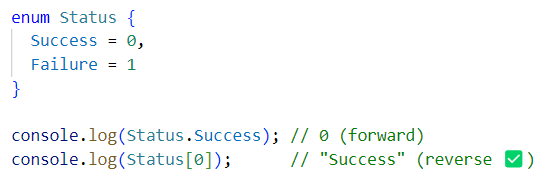 enum Status {
  Success = 0,
  Failure = 1
}

console.log(Status.Success); // 0 (forward)
console.log(Status[0]);      // "Success" (reverse ✅)